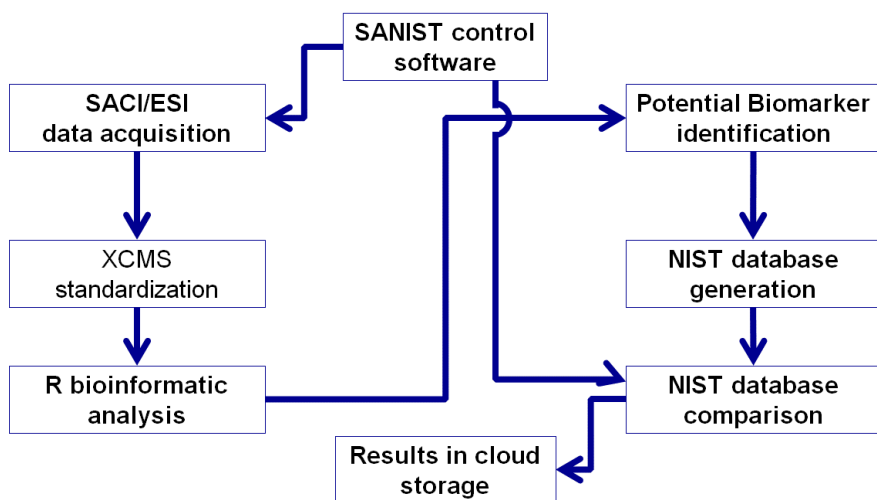 SANIST control
software
SACI/ESI
data acquisition
Potential Biomarker
identification
XCMS
standardization
NIST database
generation
R bioinformatic
analysis
NIST database
comparison
Results in cloud
storage